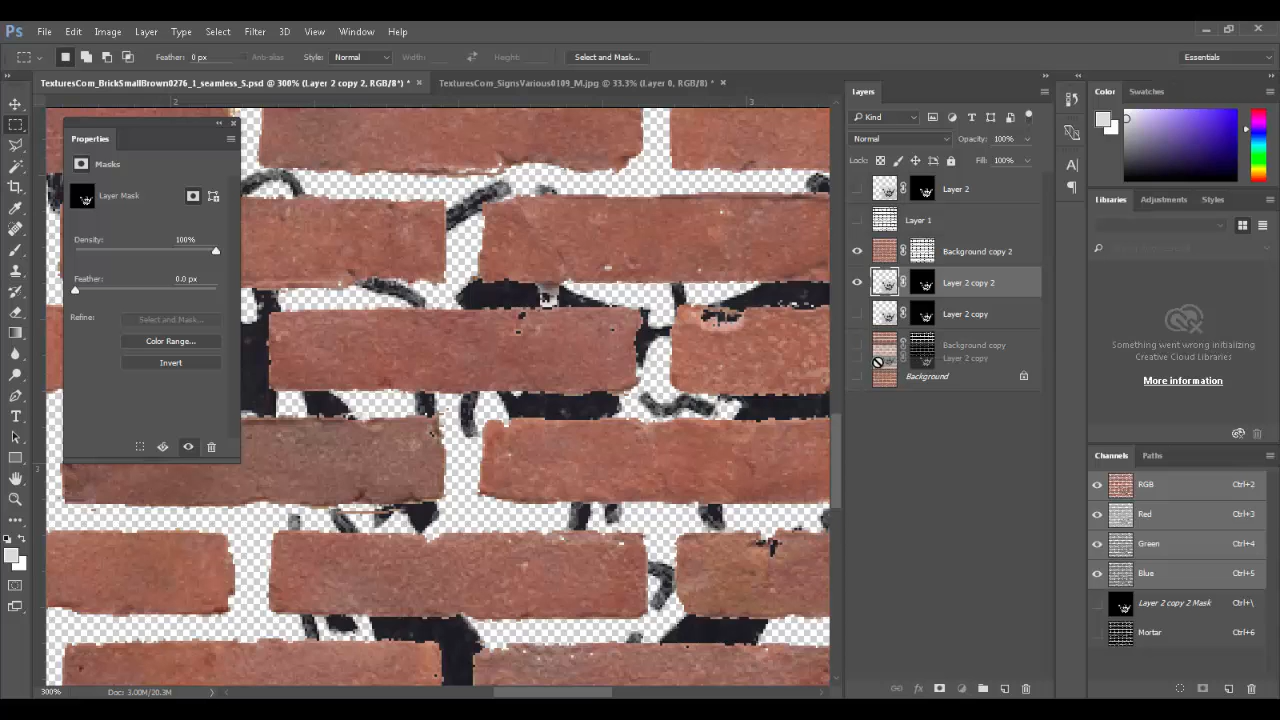 Ps File Edit Image Layer Type Select Filter 3D View Window Help
Feather: 0 px Anti-alias Style: Normal Width: Height: Select and Mask... Essentials
TexturesCom_BrickSmallBrown0276_1_seamless_S.psd @ 300% (Layer 2 copy 2, RGB/8*) * × TexturesCom_SignsVarious0109_M.jpg @ 33.3% (Layer 0, RGB/8) * ×
2 3
3
Properties
Masks
Layer Mask
Density: 100%
Feather: 0.0 px
Refine: Select and Mask...
Color Range...
Invert
Layers
Kind
Normal Opacity: 100%
Lock: Fill: 100%
Layer 2
Layer 1
Background copy 2
Layer 2 copy 2
Layer 2 copy
Background copy
Layer 2 copy
Background
Color Swatches
Libraries Adjustments Styles
Something went wrong initializing
Creative Cloud Libraries
More information
Channels Paths
RGB Ctrl+2
Red Ctrl+3
Green Ctrl+4
Blue Ctrl+5
Layer 2 copy 2 Mask Ctrl+\
Mortar Ctrl+6
300% Doc: 3.00M/20.3M